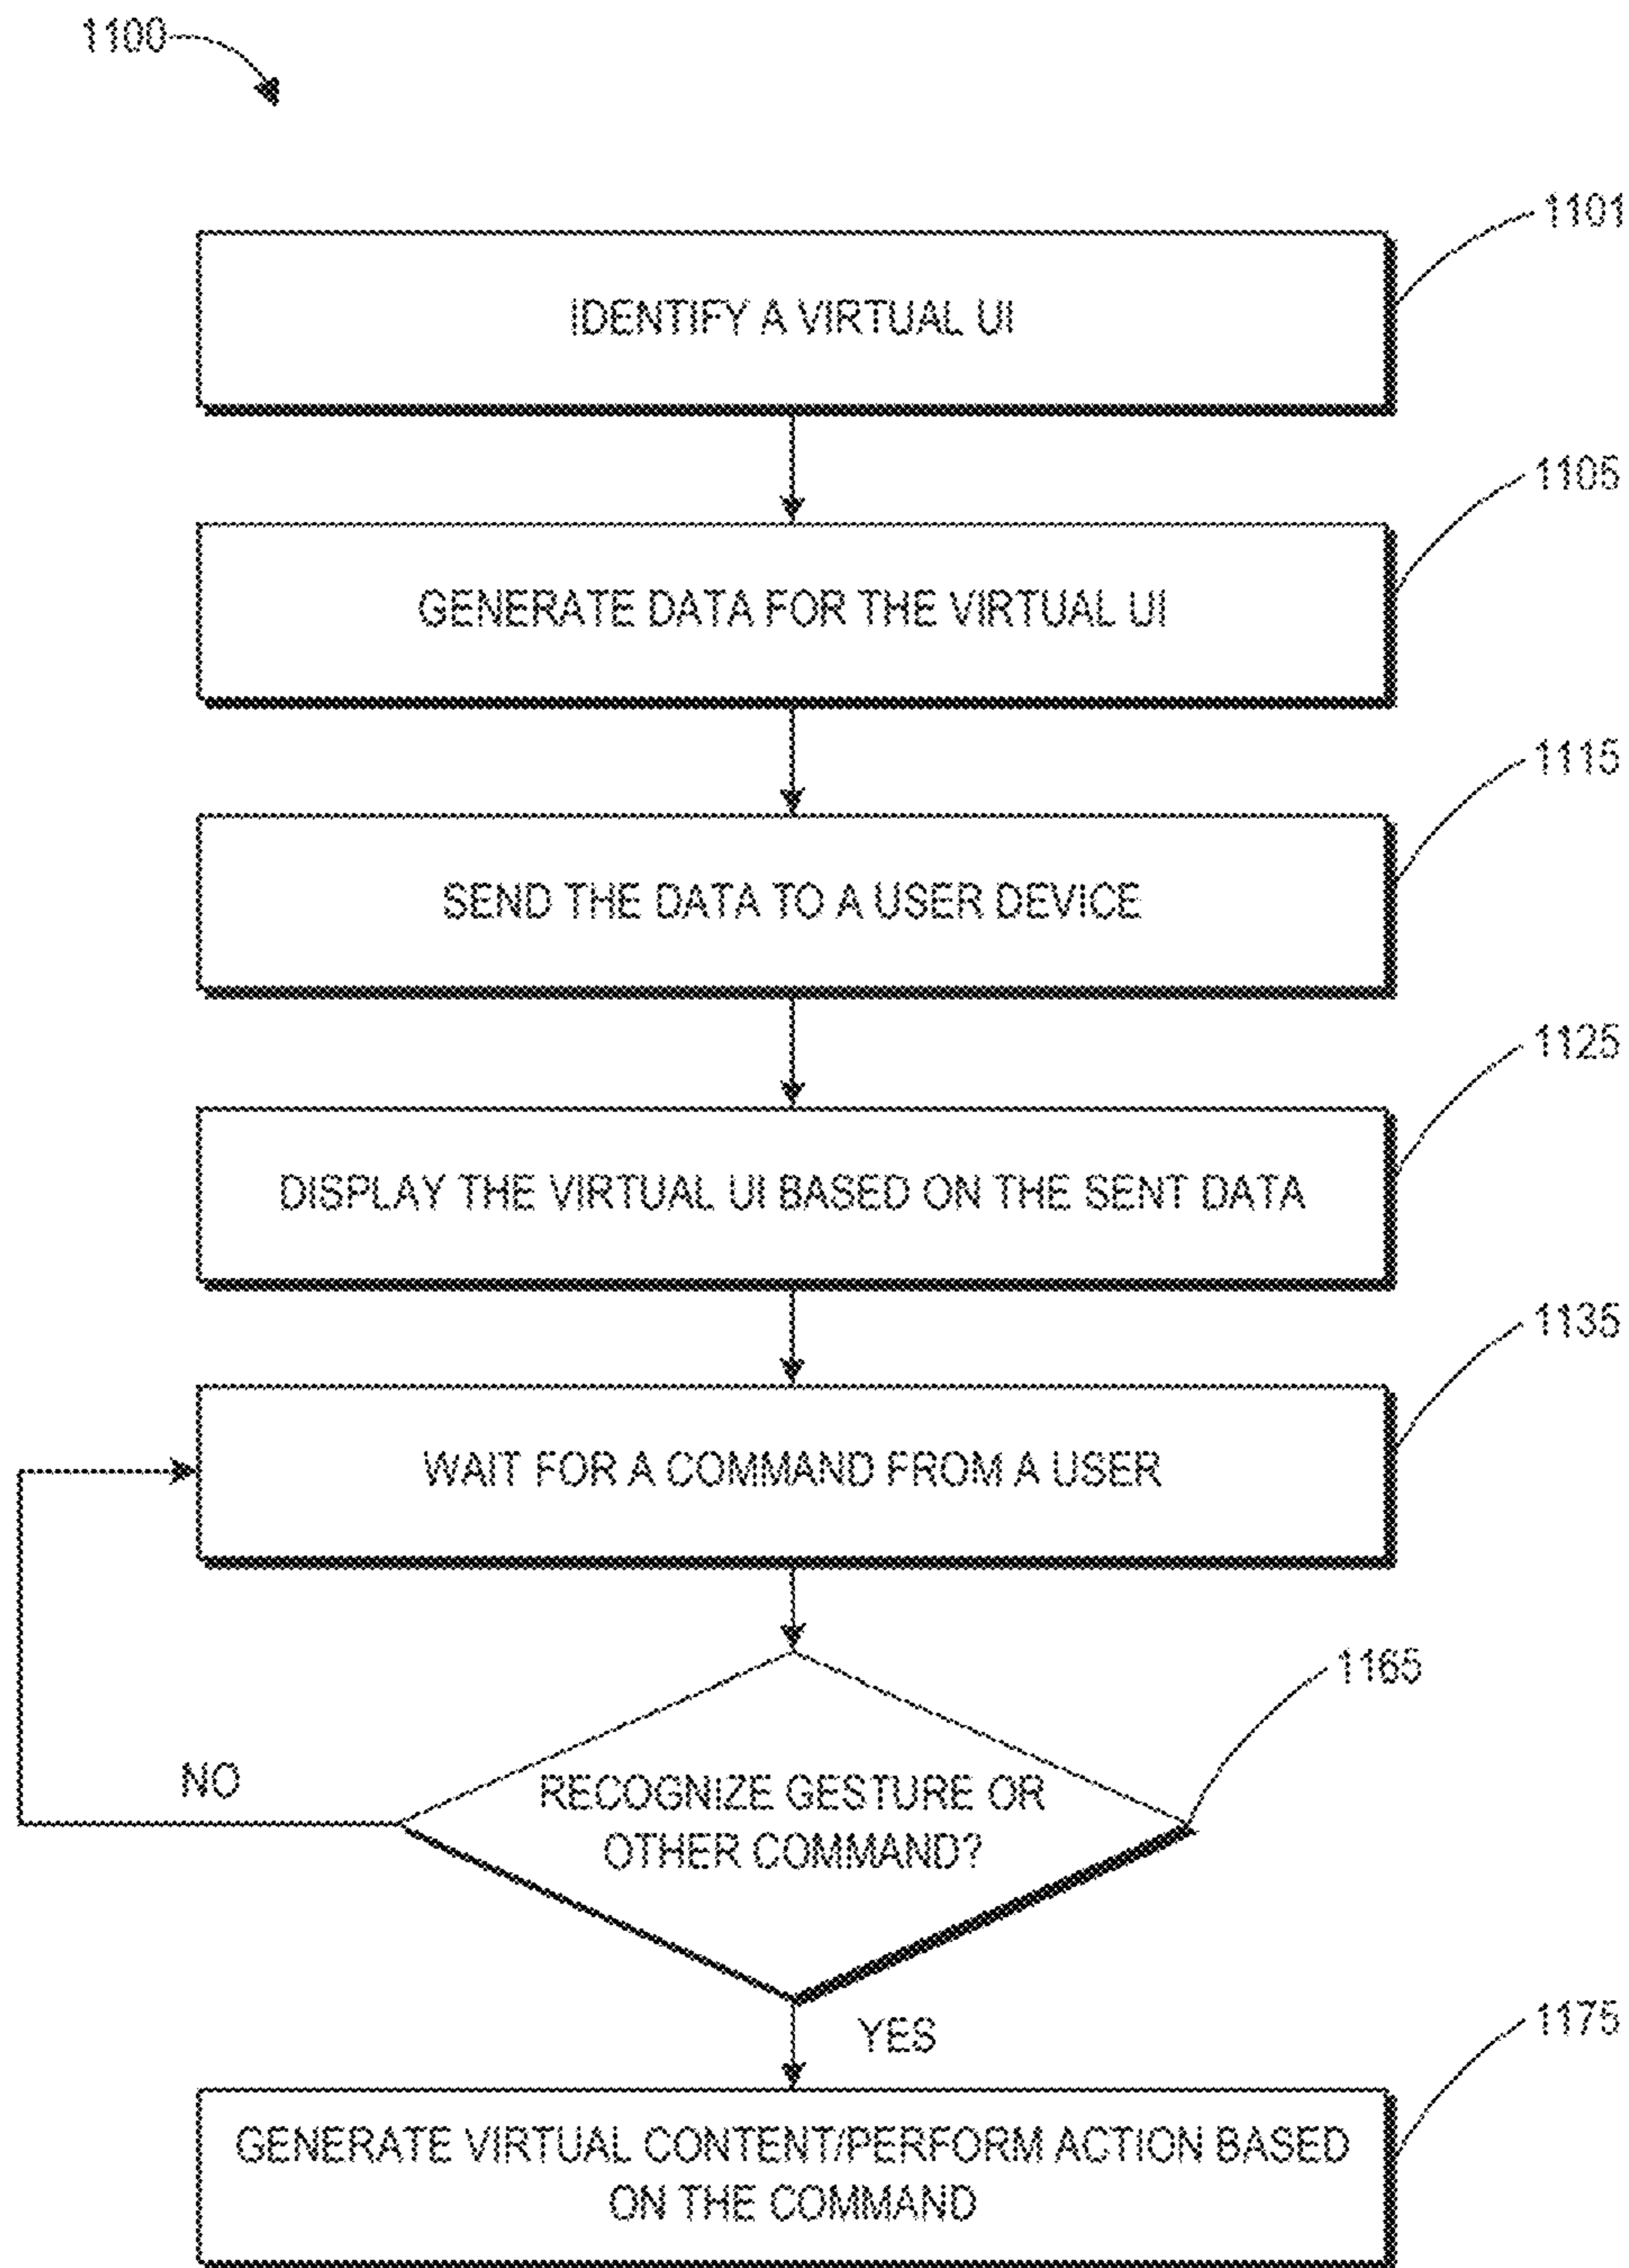 1100
1101
IDENTIFY A VIRTUAL UI
1105
GENERATE DATA FOR THE VIRTUAL UI
1115
SEND THE DATA TO A USER DEVICE
1125
DISPLAY THE VIRTUAL UI BASED ON THE SENT DATA
1135
WAIT FOR A COMMAND FROM A USER
1165
NO
RECOGNIZE GESTURE OR
OTHER COMMAND?
YES
1175
GENERATE VIRTUAL CONTENT/PERFORM ACTION BASED
ON THE COMMAND